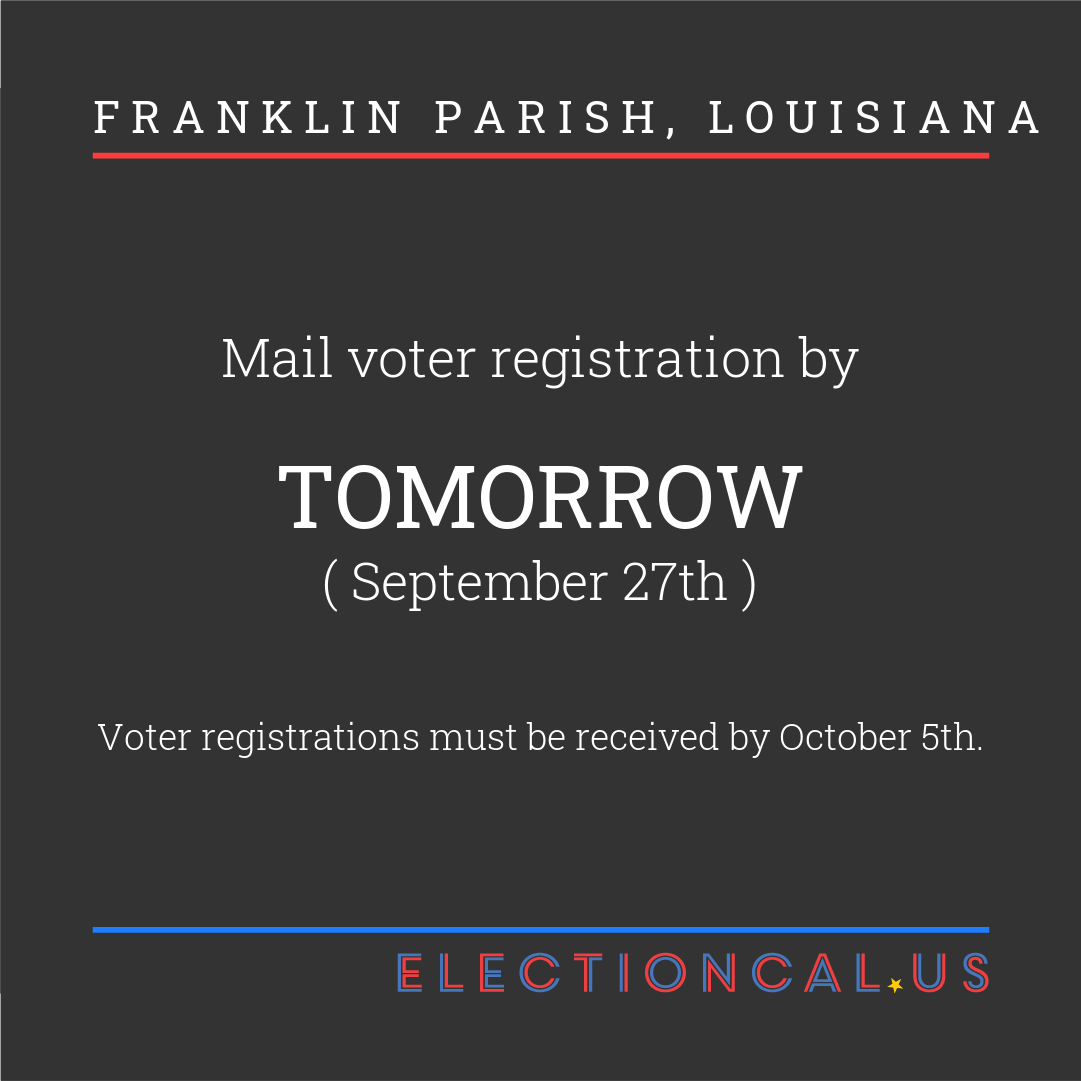 FRANKLIN PARISH, LOUISIANA
Mail voter registration by
TOMORROW
( September 27th )
Voter registrations must be received by October 5th.
ELECTIONCAL.US